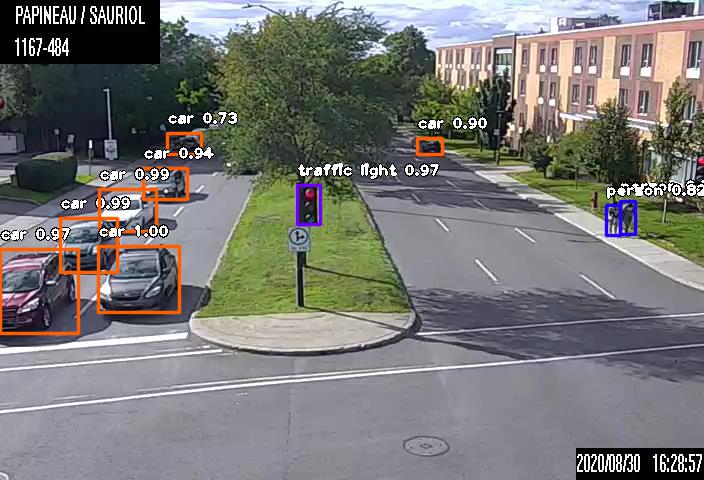 PAPINEAU / SAURIOL
1167-484
car 0.73
car 0.90
car 0.94
traffic light 0.97
car 0.99
car 0.99
car 0.97
car 1.00
2020/08/30 16:28:57